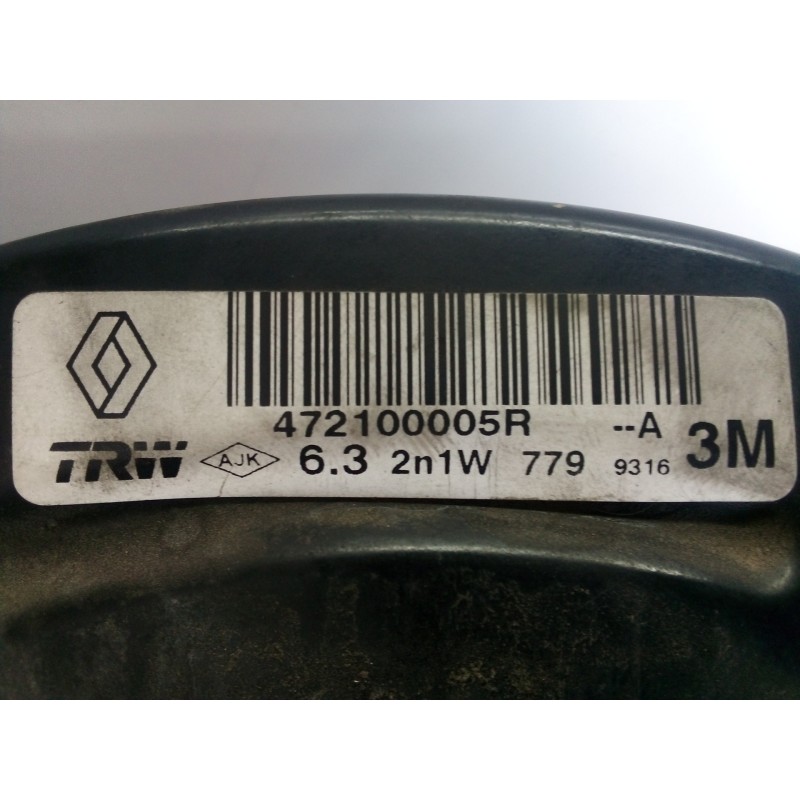 472100005R --A
TRW AJK 6.3 2n1W 779 9316 3M